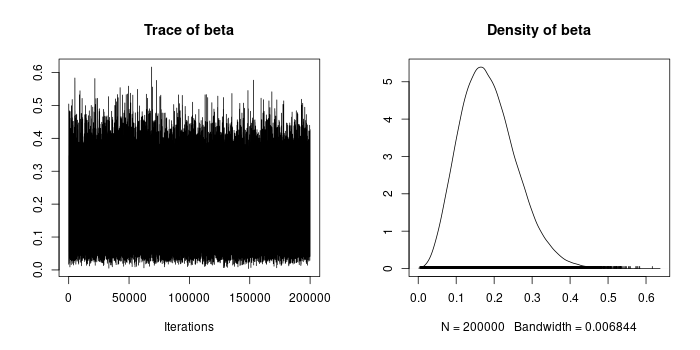 Trace of beta
0.6
0.5
0.4
0.3
0.2
0.1
0.0
0 50000 100000 150000 200000
Iterations
Density of beta
5
4
3
2
1
0
0.0 0.1 0.2 0.3 0.4 0.5 0.6
N = 200000 Bandwidth = 0.006844